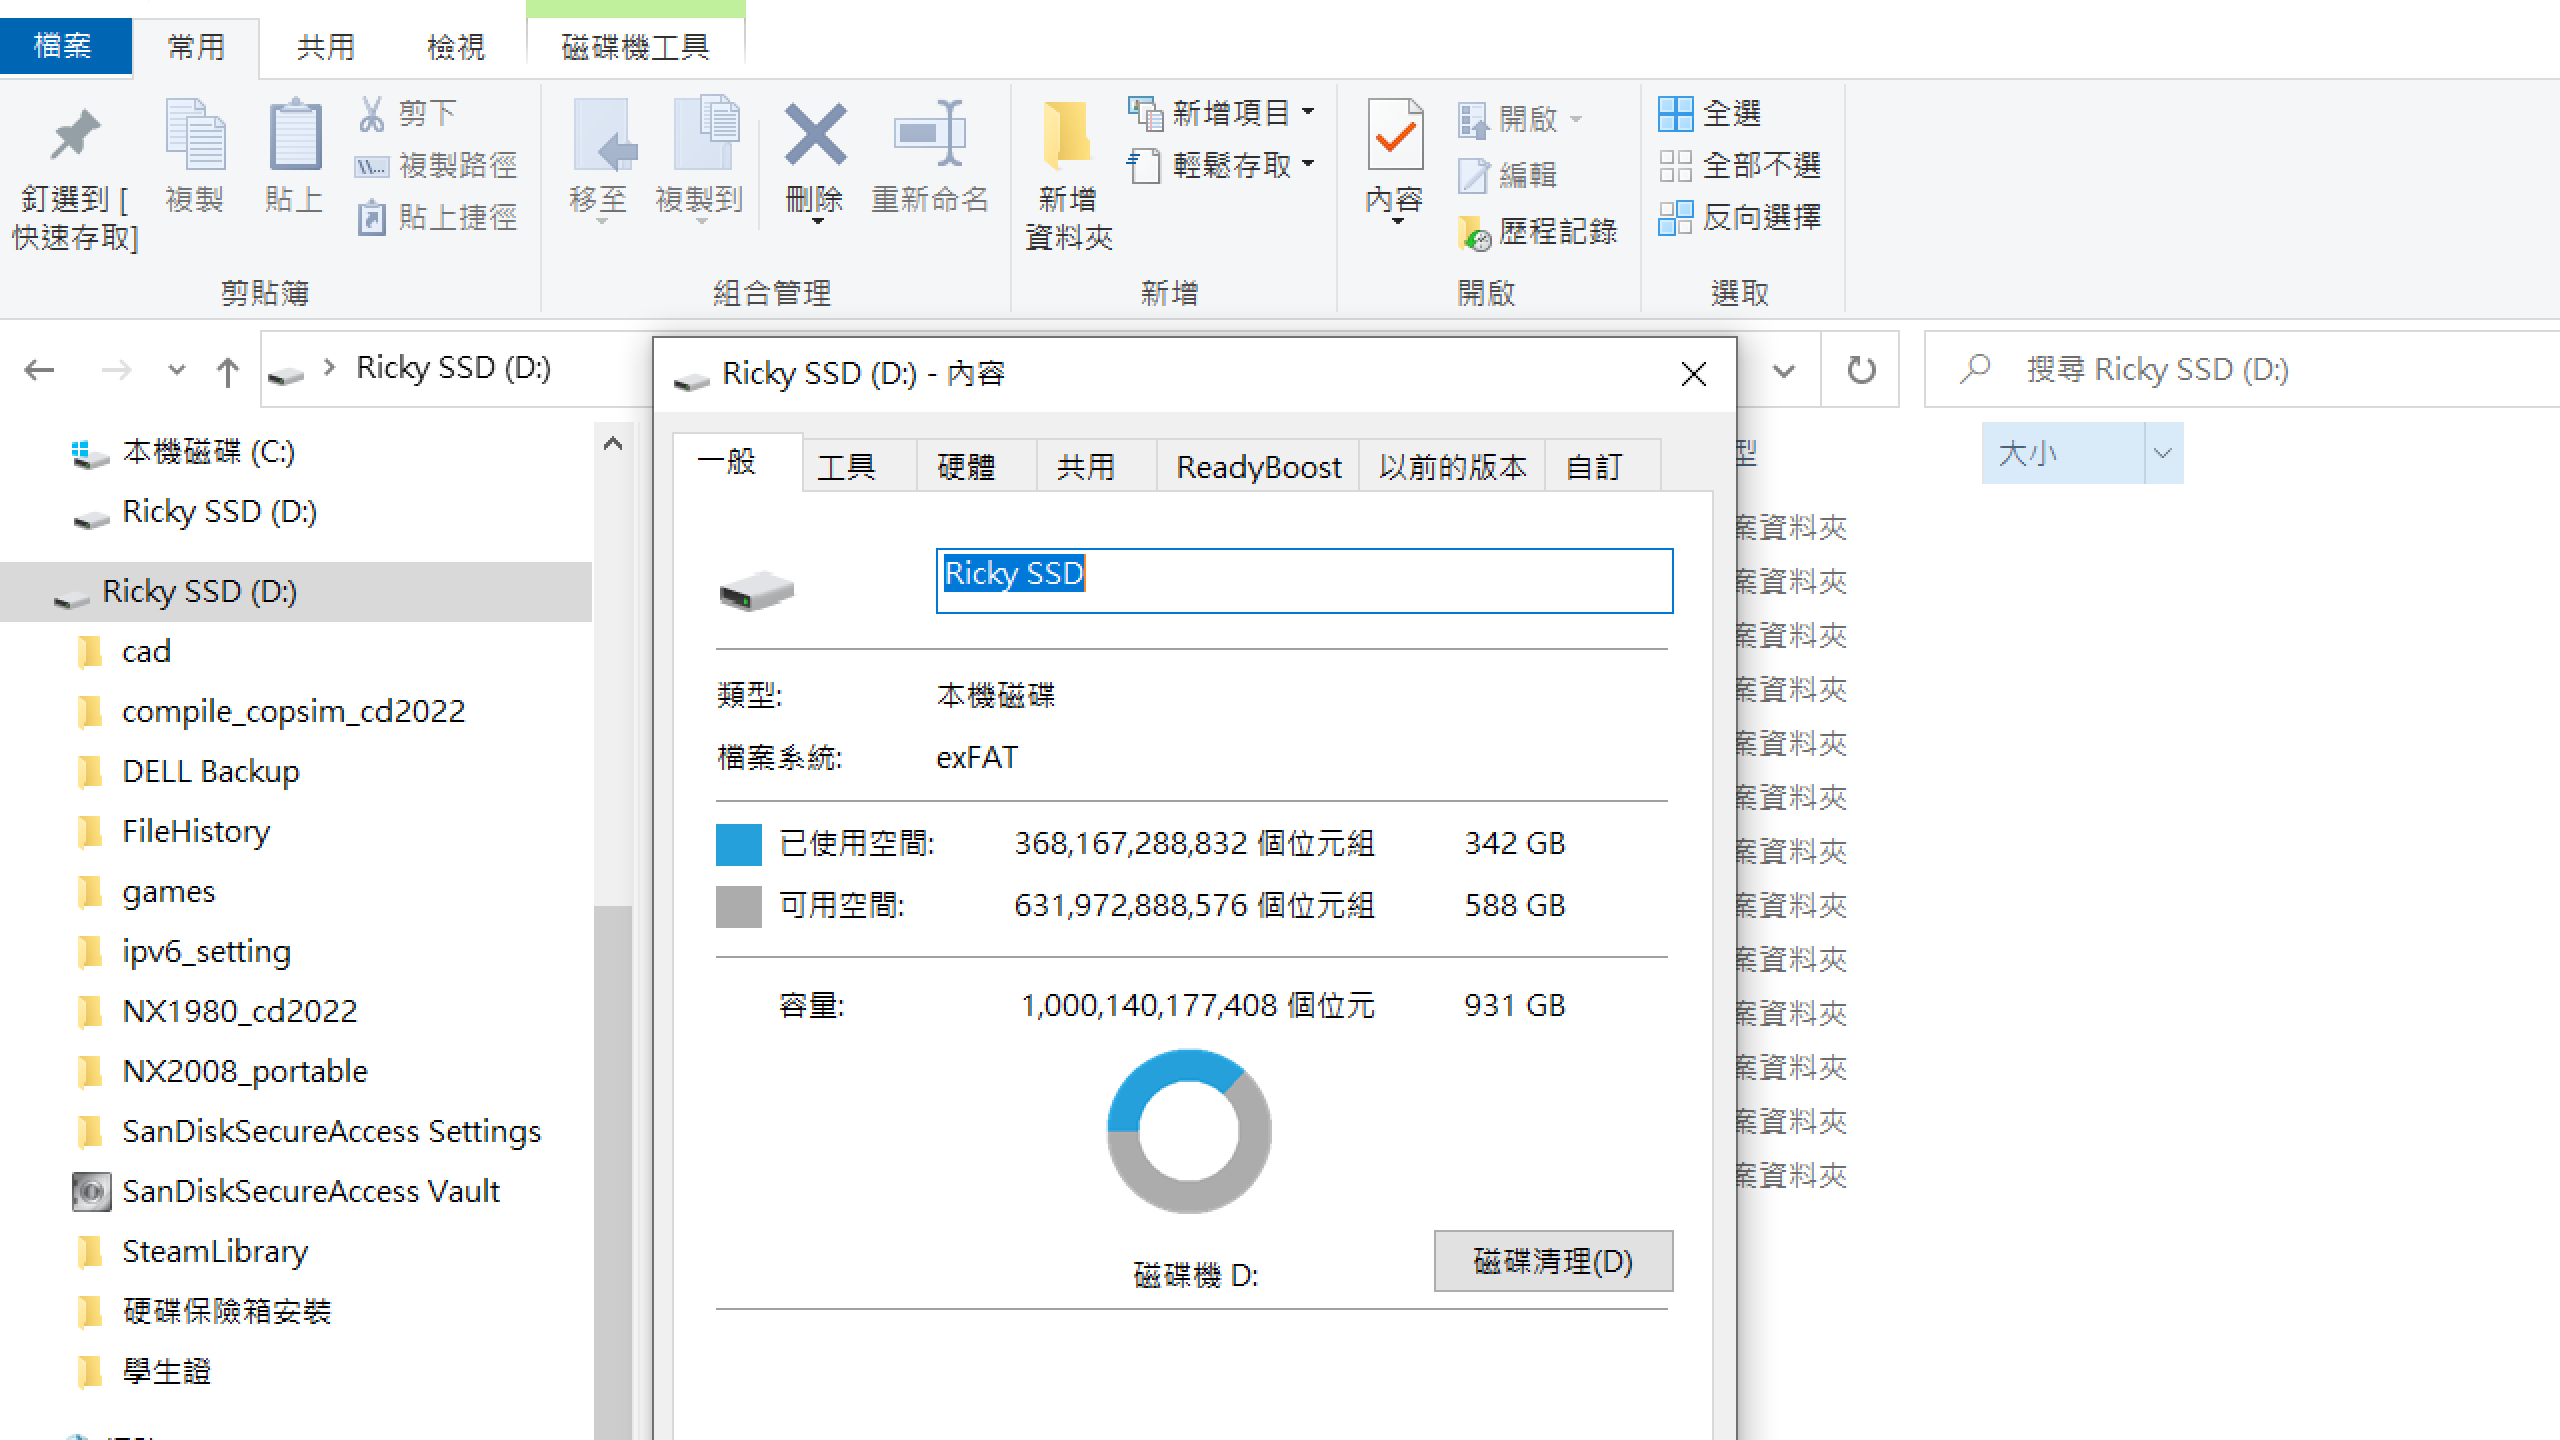 檔案 常用 共用 檢視 磁碟機工具
釘選到 [
快速存取]
複製
貼上
剪下
複製路徑
貼上捷徑
剪貼簿
移至
複製到
刪除
重新命名
組合管理
新增
資料夾
新增項目
輕鬆存取
新增
內容
開啟
編輯
歷程記錄
開啟
全選
全部不選
反向選擇
選取
Ricky SSD (D:)
搜尋 Ricky SSD (D:)
本機磁碟 (C:)
Ricky SSD (D:)
Ricky SSD (D:)
cad
compile_copsim_cd2022
DELL Backup
FileHistory
games
ipv6_setting
NX1980_cd2022
NX2008_portable
SanDiskSecureAccess Settings
SanDiskSecureAccess Vault
SteamLibrary
硬碟保險箱安裝
學生證
Ricky SSD (D:) - 內容
一般 工具 硬體 共用 ReadyBoost 以前的版本 自訂
Ricky SSD
類型: 本機磁碟
檔案系統: exFAT
已使用空間: 368,167,288,832 個位元組 342 GB
可用空間: 631,972,888,576 個位元組 588 GB
容量: 1,000,140,177,408 個位元 931 GB
磁碟機 D:
磁碟清理(D)
型 大小
案資料夾
案資料夾
案資料夾
案資料夾
案資料夾
案資料夾
案資料夾
案資料夾
案資料夾
案資料夾
案資料夾
案資料夾
案資料夾